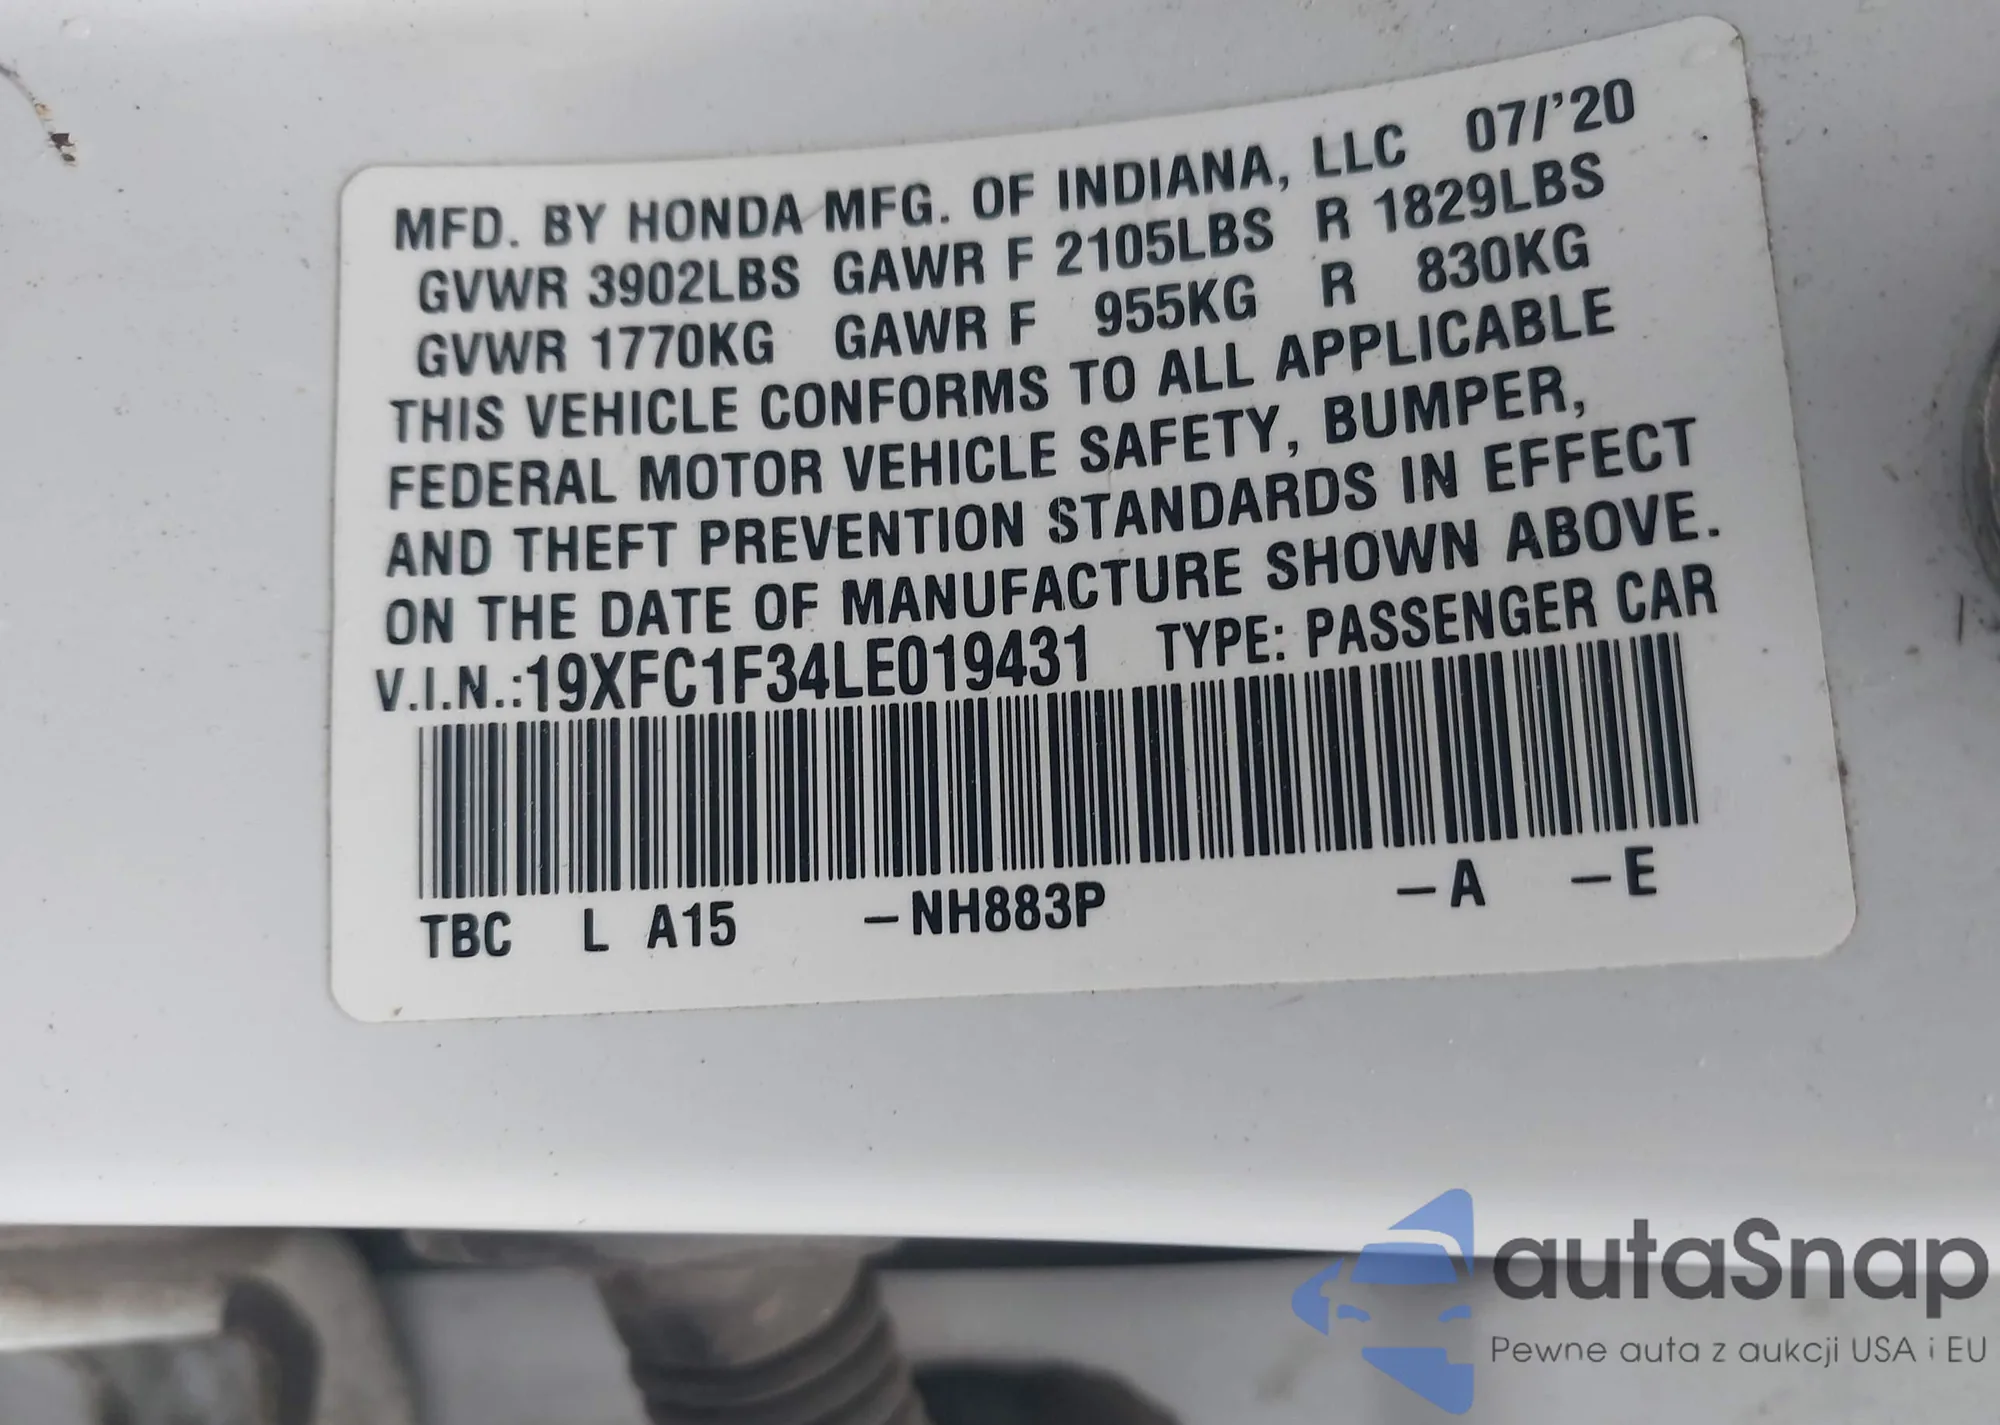 MFD. BY HONDA MFG. OF INDIANA, LLC 07/'20
GVWR 3902LBS GAWR F 2105LBS R 1829LBS
GVWR 1770KG GAWR F 955KG R 830KG
THIS VEHICLE CONFORMS TO ALL APPLICABLE
FEDERAL MOTOR VEHICLE SAFETY, BUMPER,
AND THEFT PREVENTION STANDARDS IN EFFECT
ON THE DATE OF MANUFACTURE SHOWN ABOVE.
V.I.N.:19XFC1F34LE019431 TYPE: PASSENGER CAR
TBC L A15 –NH883P –A –E
autaSnap
Pewne auta z aukcji USA i EU